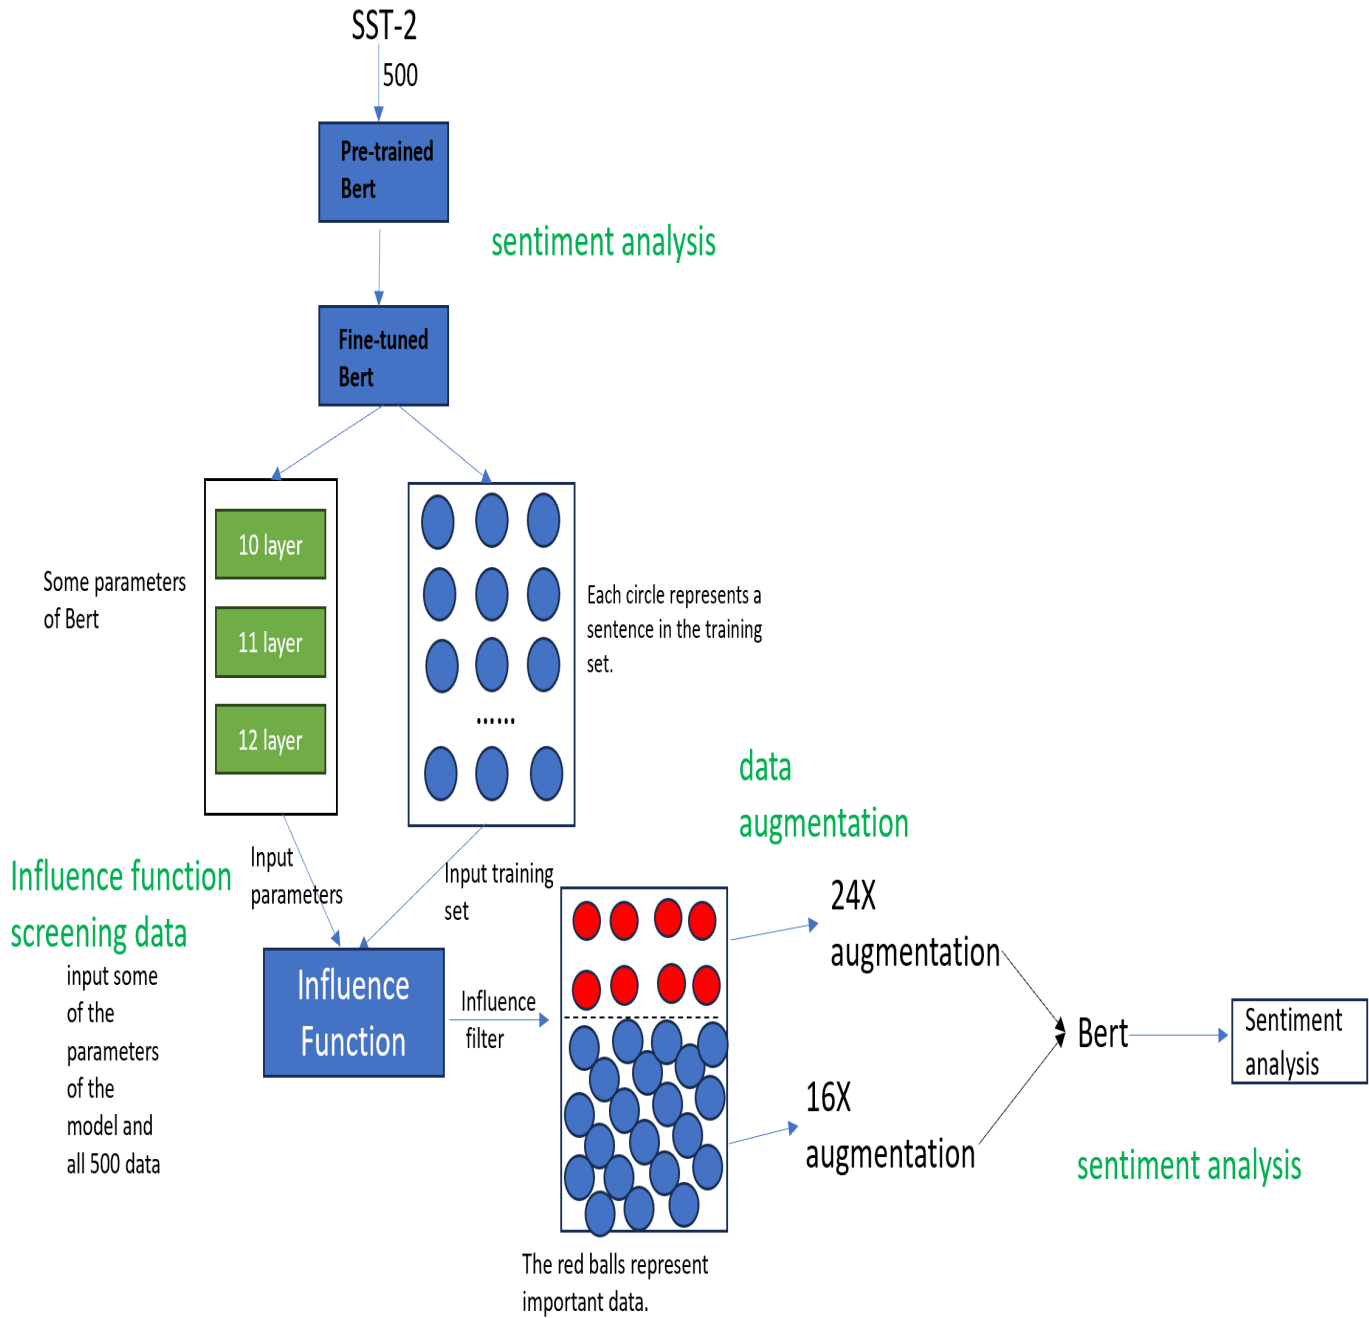 SST-2
500
Pre-trained
Bert
sentiment analysis
Fine-tuned
Bert
10 layer
11 layer
12 layer
Some parameters
of Bert
Each circle represents a
sentence in the training
set.
......
data
augmentation
Input
parameters
Input training
set
Influence function
screening data
input some
of the
parameters
of the
model and
all 500 data
Influence
Function
Influence
filter
24X
augmentation
16X
augmentation
Bert
Sentiment
analysis
sentiment analysis
The red balls represent
important data.